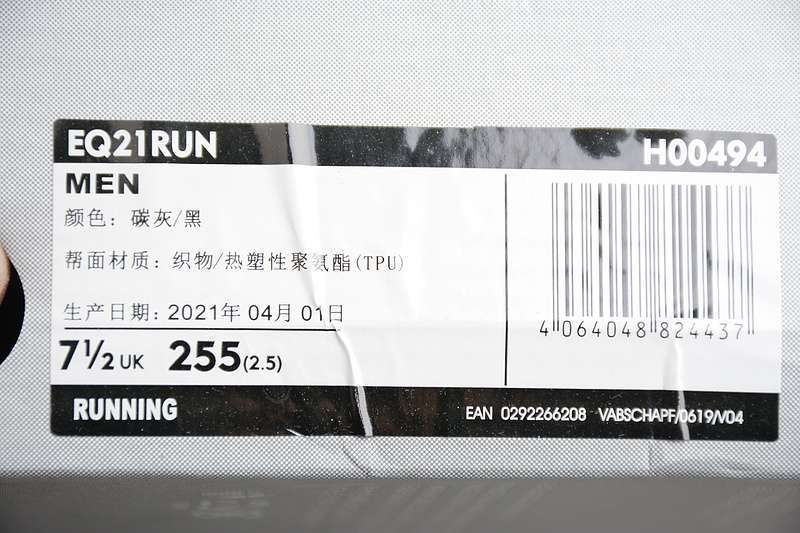 EQ21RUN
H00494
MEN
颜色：碳灰/黑
帮面材质：织物/热塑性聚氨酯(TPU)
生产日期：2021年 04月 01日
7½ UK 255(2.5)
4 064048 824437
RUNNING
EAN 0292266208 VABSCHAPF/0619/V04